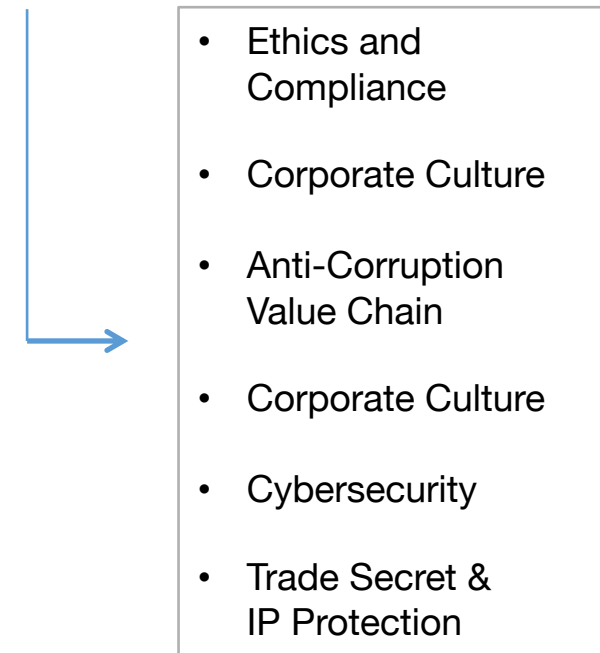 • Ethics and
Compliance
• Corporate Culture
• Anti-Corruption
Value Chain
• Corporate Culture
• Cybersecurity
• Trade Secret &
IP Protection